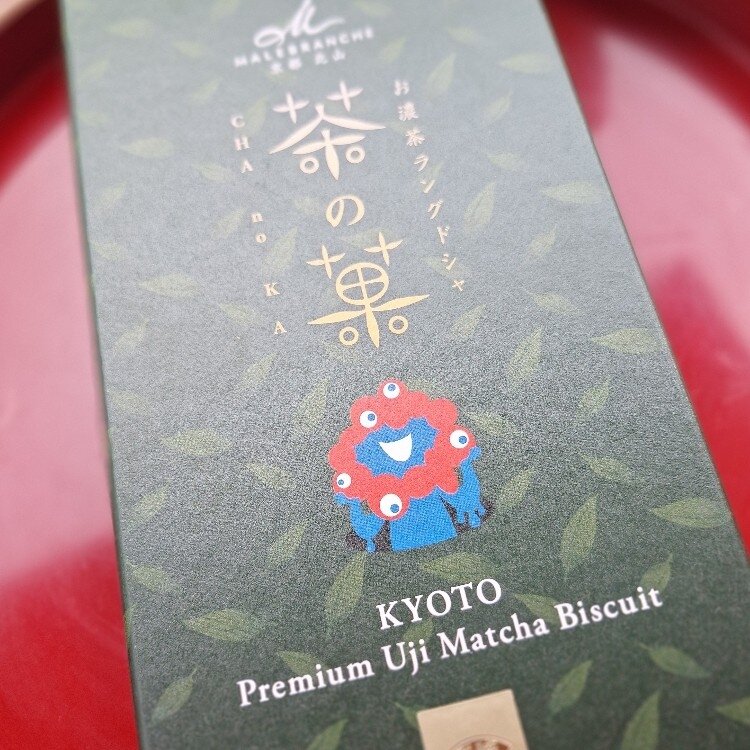 MALEBRANCHE
京都 北山
お濃茶ラングドシャ
茶の菓
CHA no KA
KYOTO
Premium Uji Matcha Biscuit